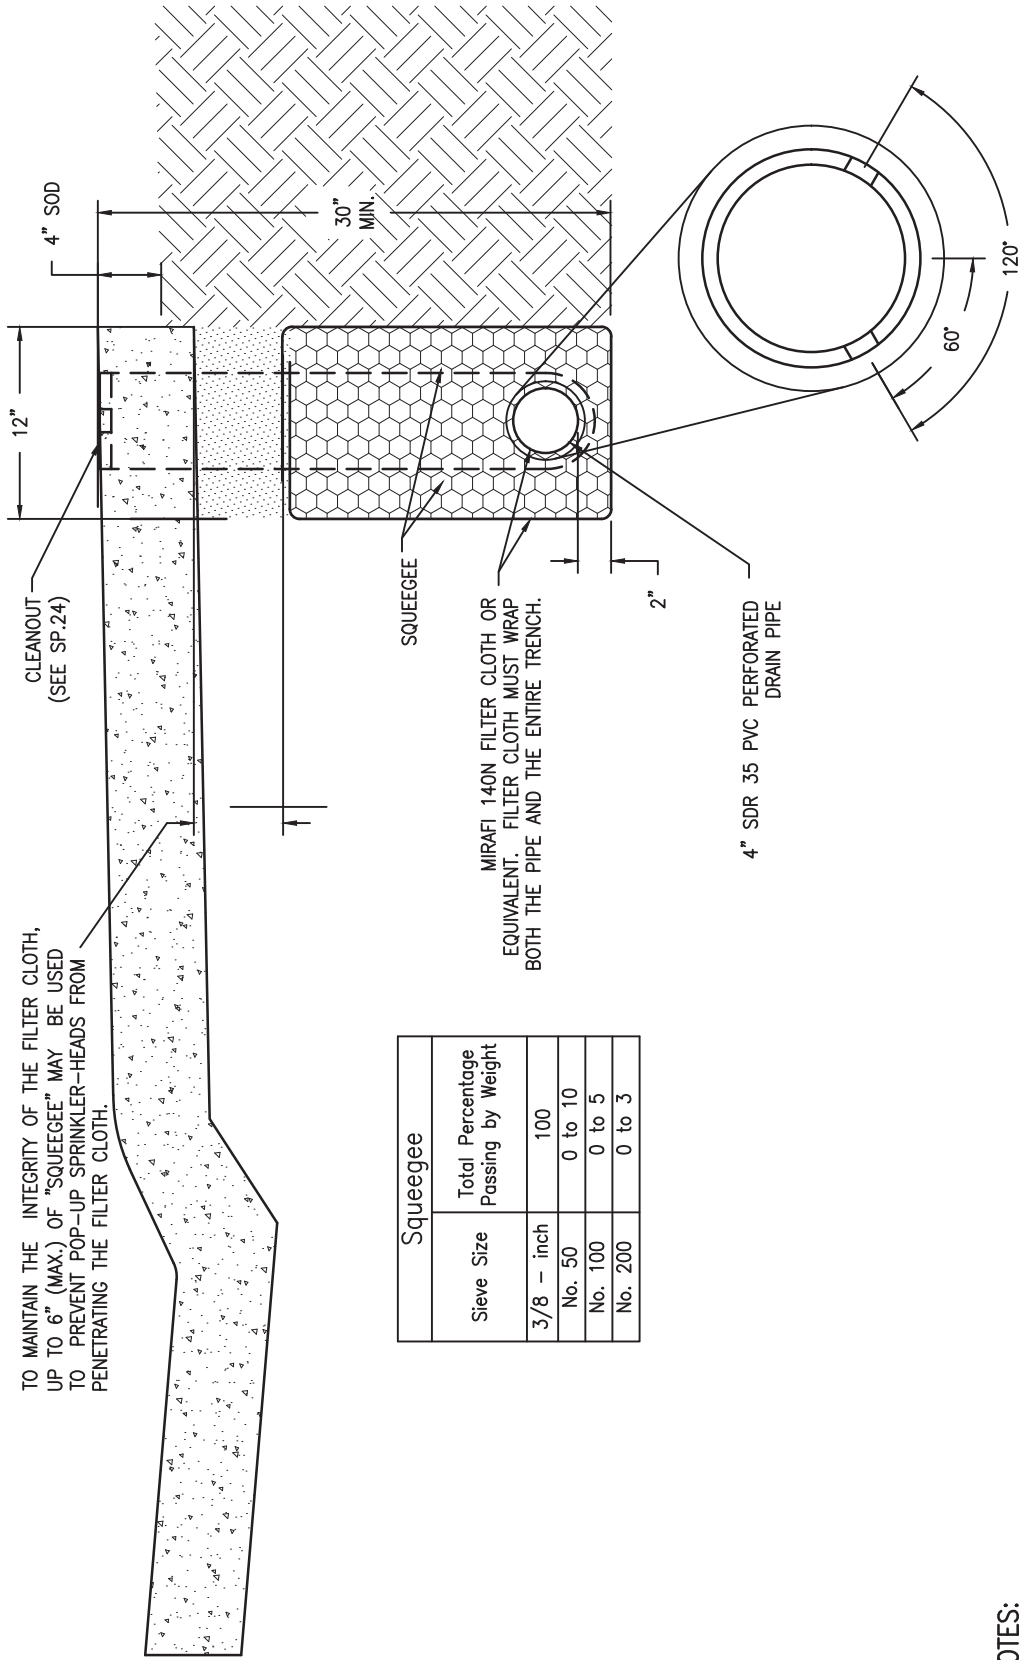 TO MAINTAIN THE INTEGRITY OF THE FILTER CLOTH,
UP TO 6" (MAX.) OF "SQUEEGEE" MAY BE USED
TO PREVENT POP-UP SPRINKLER-HEADS FROM
PENETRATING THE FILTER CLOTH.
CLEANOUT
(SEE SP.24)
12"
4" SOD
30"
MIN.
SQUEEGEE
MIRAFI 140N FILTER CLOTH OR
EQUIVALENT. FILTER CLOTH MUST WRAP
BOTH THE PIPE AND THE ENTIRE TRENCH.
2"
4" SDR 35 PVC PERFORATED
DRAIN PIPE
60°
120°
Squeegee
Sieve Size Total Percentage
Passing by Weight
3/8 - inch 100
No. 50 0 to 10
No. 100 0 to 5
No. 200 0 to 3
OTES: